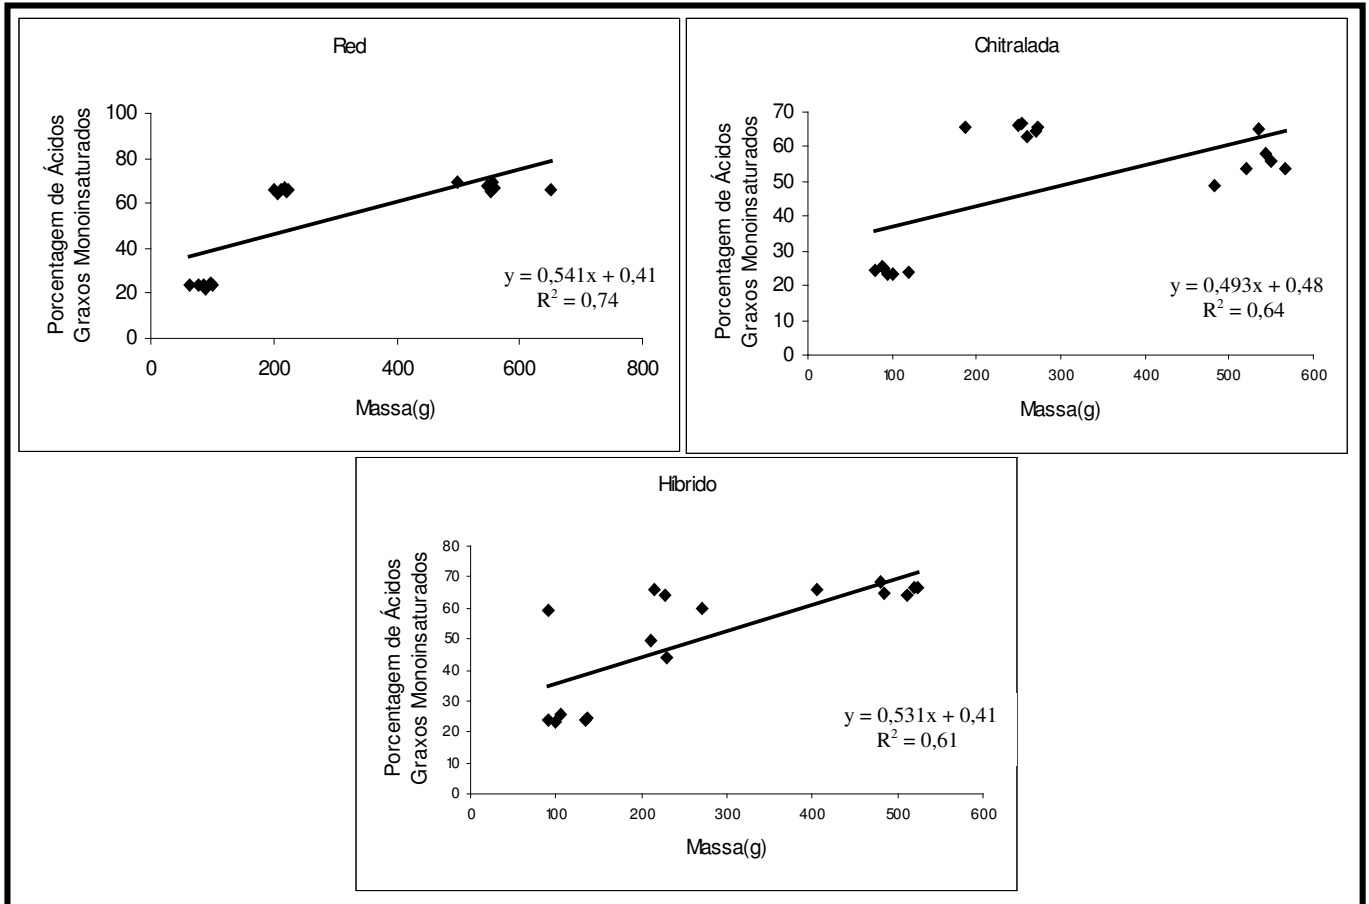 Red
Porcentagem de Ácidos
Graxos Monoinsaturados
100
80
60
40
20
0
0 200 400 600 800
Massa(g)
y = 0,541x + 0,41
R² = 0,74
Chitralada
Porcentagem de Ácidos
Graxos Monoinsaturados
70
60
50
40
30
20
10
0
0 100 200 300 400 500 600
Massa(g)
y = 0,493x + 0,48
R² = 0,64
Híbrido
Porcentagem de Ácidos
Graxos Monoinsaturados
80
70
60
50
40
30
20
10
0
0 100 200 300 400 500 600
Massa(g)
y = 0,531x + 0,41
R² = 0,61